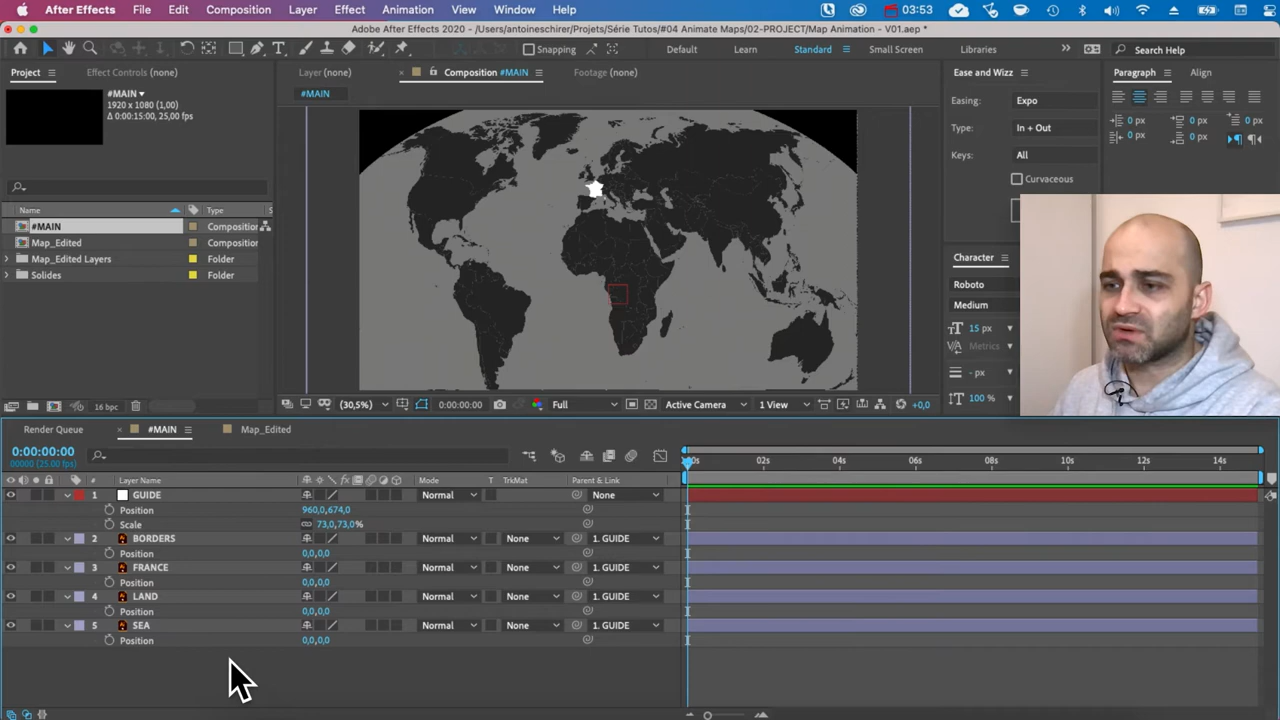 After Effects File Edit Composition Layer Effect Animation View Window Help 03:53
Adobe After Effects 2020 - /Users/antoineschirer/Projets/Série Tutos/#04 Animate Maps/02-PROJECT/Map Animation - V01.aep *
Snapping Default Learn Standard Small Screen Libraries Search Help
Project Effect Controls (none) Layer (none) Composition #MAIN Footage (none) Ease and Wizz Paragraph Align
#MAIN
1920 x 1080 (1,00)
Δ 0:00:15:00, 25,00 fps
#MAIN
Easing: Expo
Type: In + Out
Keys: All
Curvaceous
0 px 0 px 0 px
0 px 0 px
Name Type S
#MAIN Compositio
Map_Edited Compositio
Map_Edited Layers Folder
Solides Folder
Character
Roboto
Medium
15 px
Metrics
- px
100 %
16 bpc
(30,5%) 0:00:00:00 Full Active Camera 1 View +0,0
Render Queue #MAIN Map_Edited
0:00:00:00
00000 (25.00 fps)
00s 02s 04s 06s 08s 10s 12s 14s
# Layer Name Mode T TrkMat Parent & Link
1 GUIDE Normal None
Position 960,0,674,0
Scale 73,0,73,0%
2 BORDERS Normal None 1. GUIDE
Position 0,0,0,0
3 FRANCE Normal None 1. GUIDE
Position 0,0,0,0
4 LAND Normal None 1. GUIDE
Position 0,0,0,0
5 SEA Normal None 1. GUIDE
Position 0,0,0,0